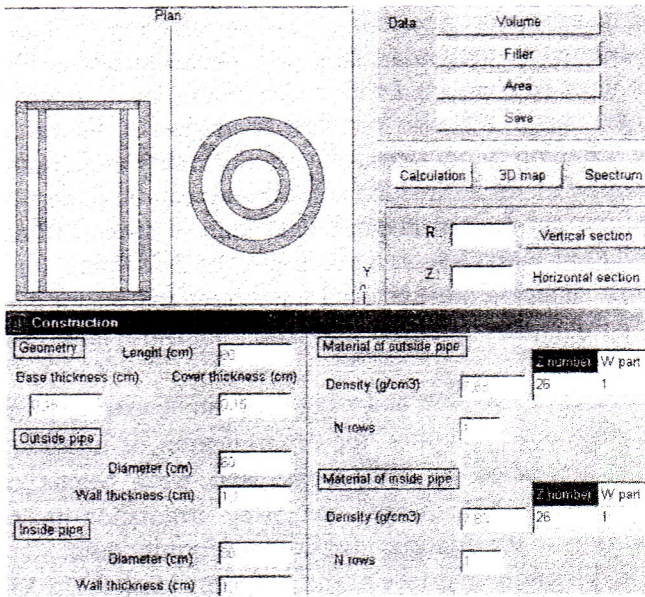 Plan
Data
Volume
Filler
Area
Save
Calculation
3D map
Spectrum
R:
Vertical section
Z:
Horizontal section
Y
Construction
Geometry
Lenght (cm)
Base thickness (cm)
Cover thickness (cm)
Outside pipe
Diameter (cm)
60
Wall thickness (cm)
Inside pipe
Diameter (cm)
Wall thickness (cm)
Material of outside pipe
Density (g/cm3)
Z number W part
26 1
N rows
Material of inside pipe
Density (g/cm3)
Z number W part
26 1
N rows